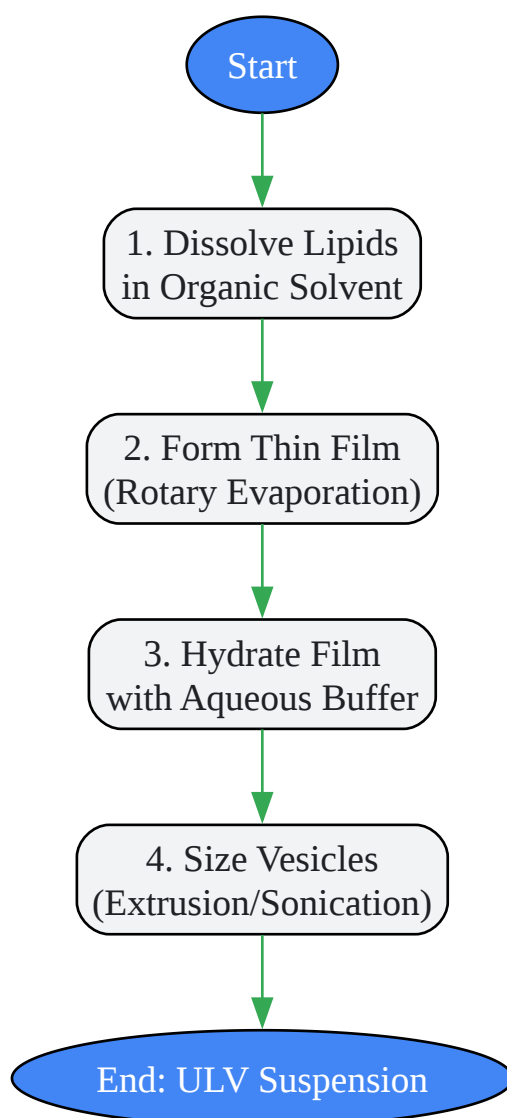 Start
1. Dissolve Lipids
in Organic Solvent
2. Form Thin Film
(Rotary Evaporation)
3. Hydrate Film
with Aqueous Buffer
4. Size Vesicles
(Extrusion/Sonication)
End: ULV Suspension